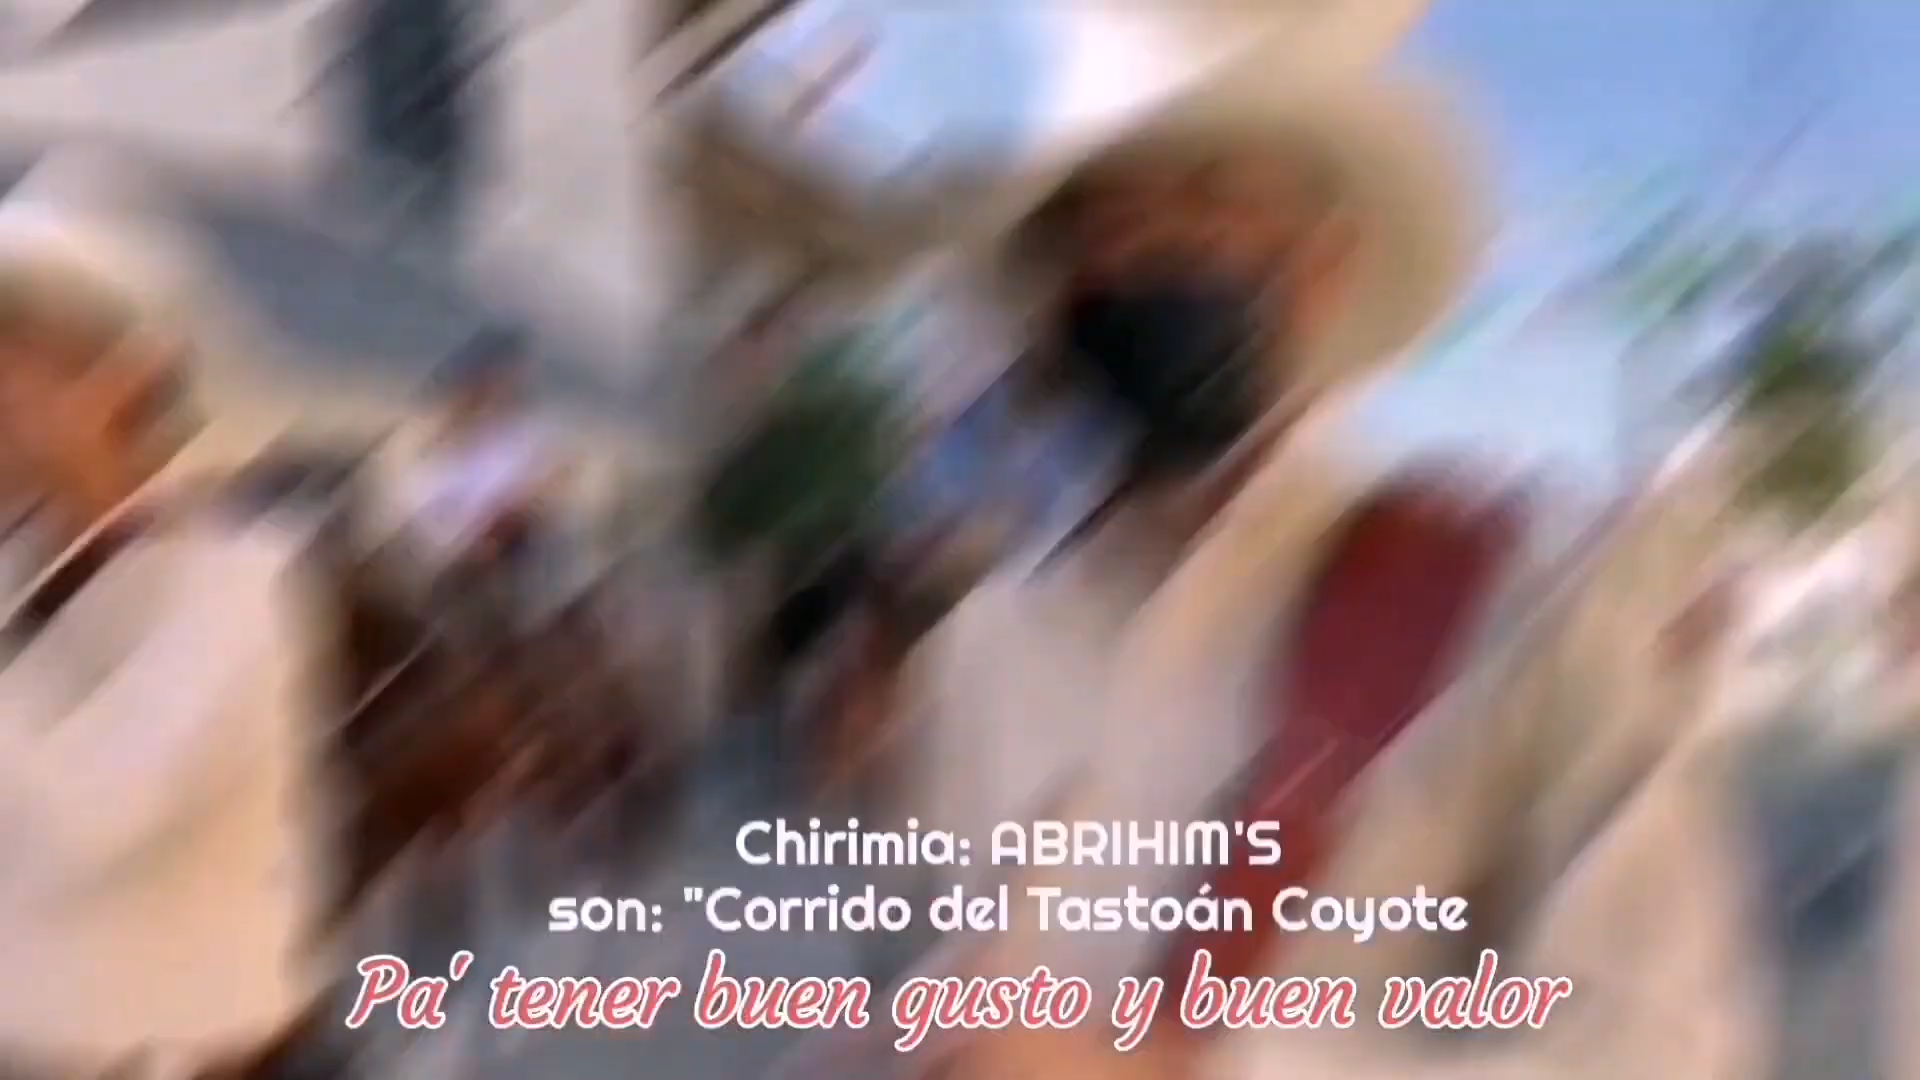 Chirimia: ABRIHIM'S
son: "Corrido del Tastoán Coyote
Pa' tener buen gusto y buen valor